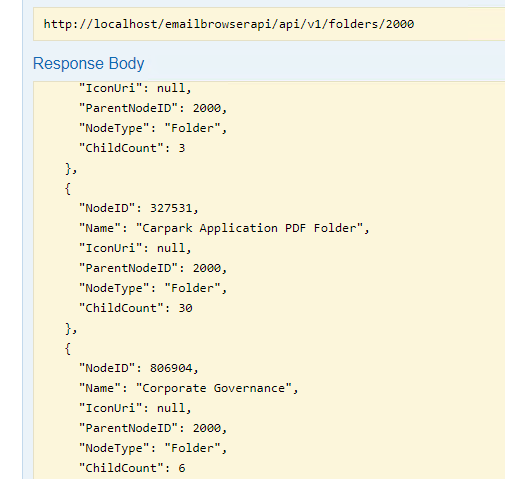 http://localhost/emailbrowserapi/api/v1/folders/2000
Response Body
"IconUri": null,
"ParentNodeID": 2000,
"NodeType": "Folder",
"ChildCount": 3
},
{
"NodeID": 327531,
"Name": "Carpark Application PDF Folder",
"IconUri": null,
"ParentNodeID": 2000,
"NodeType": "Folder",
"ChildCount": 30
},
{
"NodeID": 806904,
"Name": "Corporate Governance",
"IconUri": null,
"ParentNodeID": 2000,
"NodeType": "Folder",
"ChildCount": 6